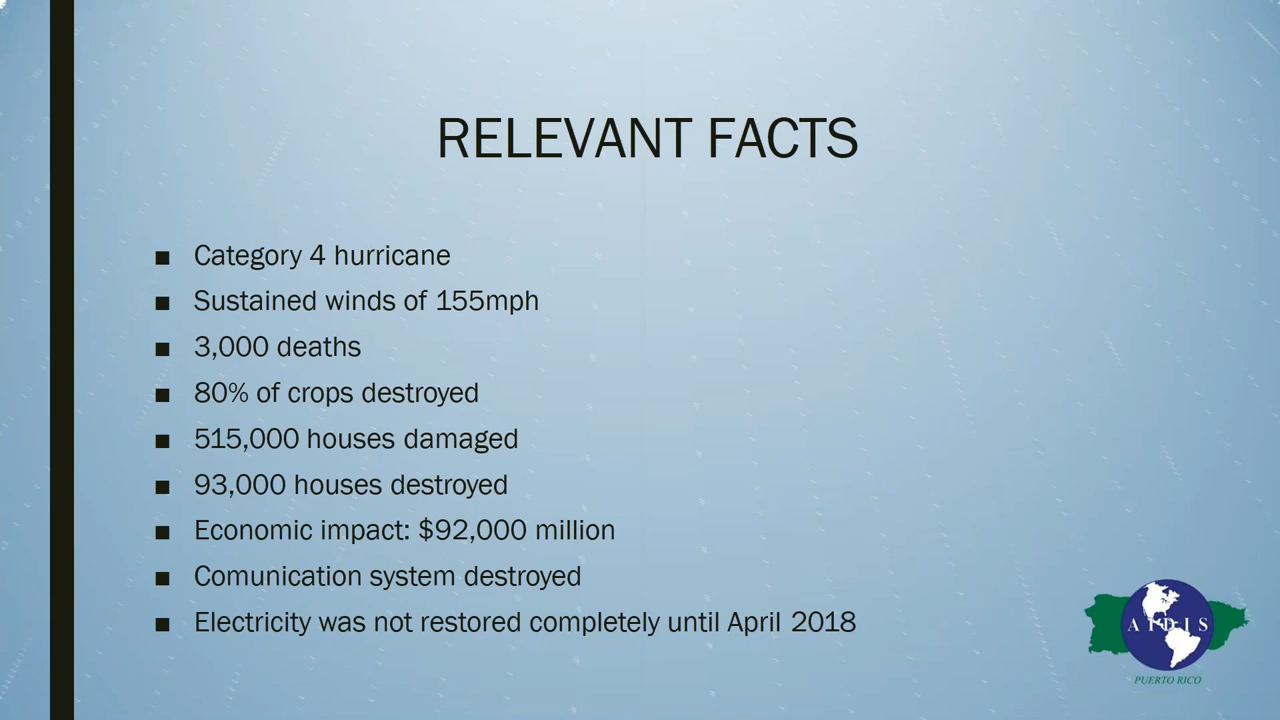 RELEVANT FACTS
■ Category 4 hurricane
■ Sustained winds of 155mph
■ 3,000 deaths
■ 80% of crops destroyed
■ 515,000 houses damaged
■ 93,000 houses destroyed
■ Economic impact: $92,000 million
■ Comunication system destroyed
■ Electricity was not restored completely until April 2018
AIDIS
PUERTO RICO